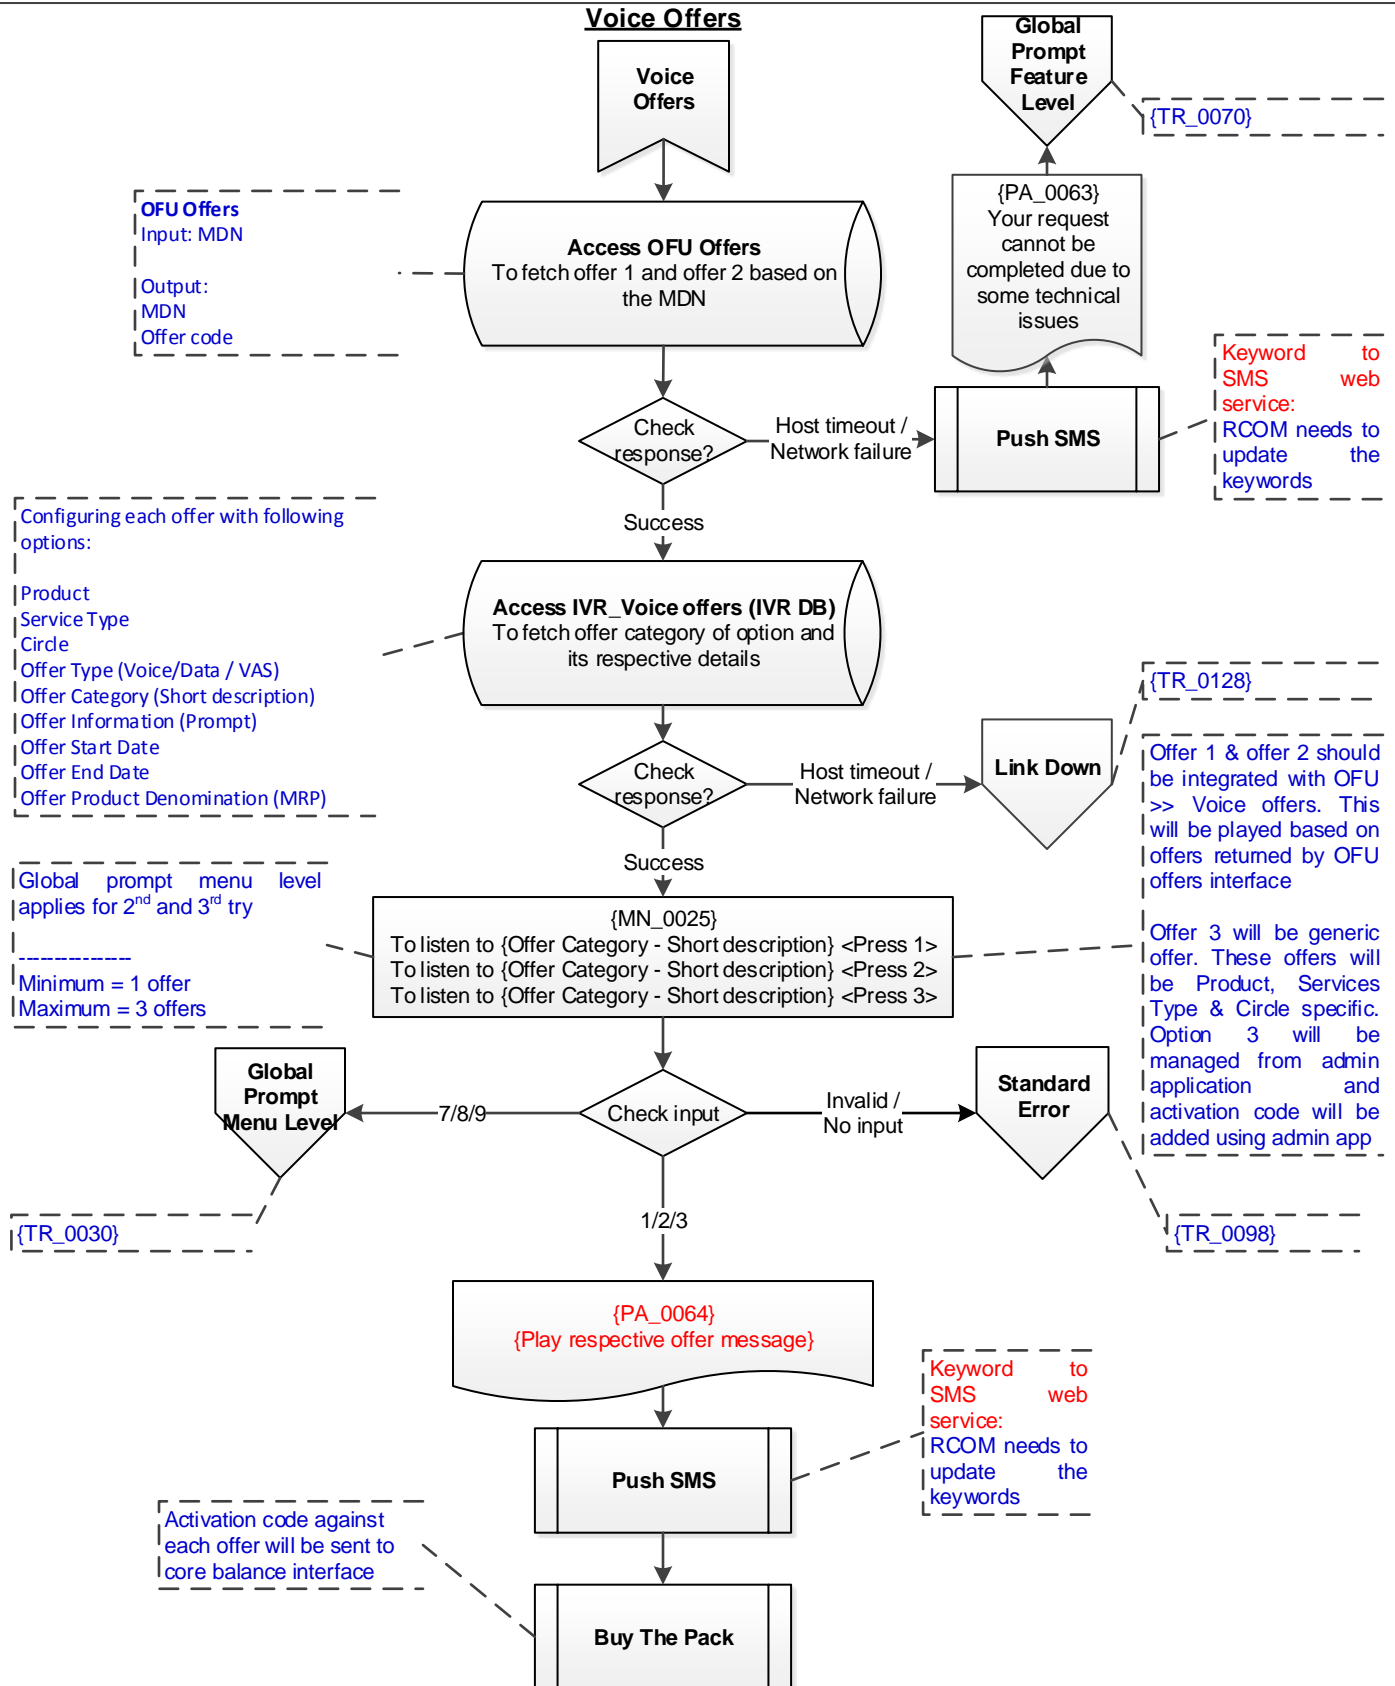 Voice Offers
Voice
Offers
Global
Prompt
Feature
Level
{TR_0070}
OFU Offers
Input: MDN
Output:
MDN
Offer code
Access OFU Offers
To fetch offer 1 and offer 2 based on
the MDN
{PA_0063}
Your request
cannot be
completed due to
some technical
issues
Check
response?
Host timeout /
Network failure
Push SMS
Keyword to
SMS web
service:
RCOM needs to
update the
keywords
Success
Configuring each offer with following
options:
Product
Service Type
Circle
Offer Type (Voice/Data / VAS)
Offer Category (Short description)
Offer Information (Prompt)
Offer Start Date
Offer End Date
Offer Product Denomination (MRP)
Access IVR_Voice offers (IVR DB)
To fetch offer category of option and
its respective details
{TR_0128}
Check
response?
Host timeout /
Network failure
Link Down
Offer 1 & offer 2 should
be integrated with OFU
>> Voice offers. This
will be played based on
offers returned by OFU
offers interface
Offer 3 will be generic
offer. These offers will
be Product, Services
Type & Circle specific.
Option 3 will be
managed from admin
application and
activation code will be
added using admin app
Success
Global prompt menu level
applies for 2nd and 3rd try
----------------
Minimum = 1 offer
Maximum = 3 offers
{MN_0025}
To listen to {Offer Category - Short description} <Press 1>
To listen to {Offer Category - Short description} <Press 2>
To listen to {Offer Category - Short description} <Press 3>
Global
Prompt
Menu Level
7/8/9
Check input
Invalid /
No input
Standard
Error
{TR_0030}
1/2/3
{TR_0098}
{PA_0064}
{Play respective offer message}
Keyword to
SMS web
service:
RCOM needs to
update the
keywords
Push SMS
Activation code against
each offer will be sent to
core balance interface
Buy The Pack